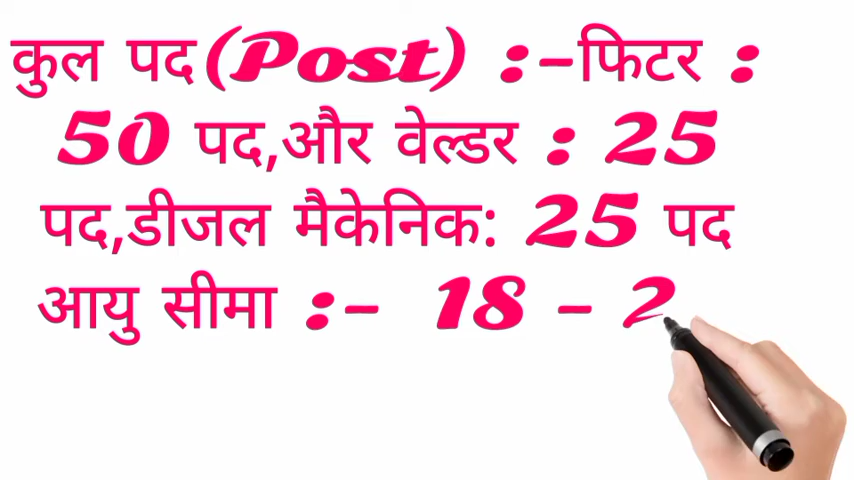 कुल पद(Post) :-फिटर :
50 पद,और वेल्डर : 25
पद,डीजल मैकेनिक: 25 पद
आयु सीमा :- 18 - 2